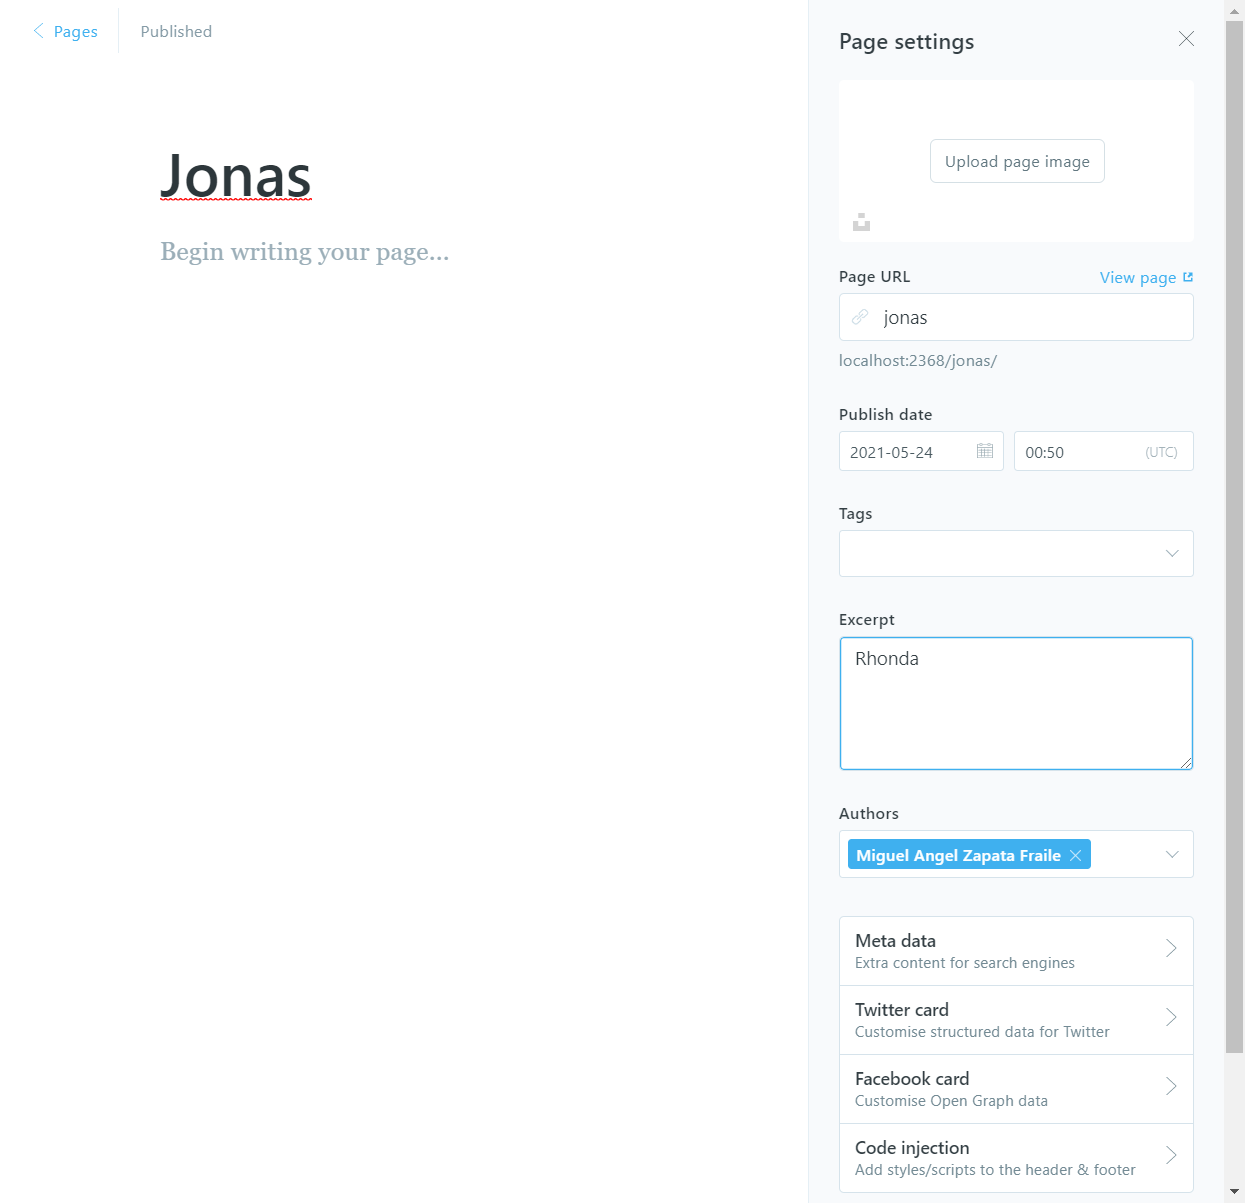 Pages
Published
Page settings
Jonas
Begin writing your page...
Upload page image
Page URL
View page
jonas
localhost:2368/jonas/
Publish date
2021-05-24
00:50
(UTC)
Tags
Excerpt
Rhonda
Authors
Miguel Angel Zapata Fraile
Meta data
Extra content for search engines
Twitter card
Customise structured data for Twitter
Facebook card
Customise Open Graph data
Code injection
Add styles/scripts to the header & footer